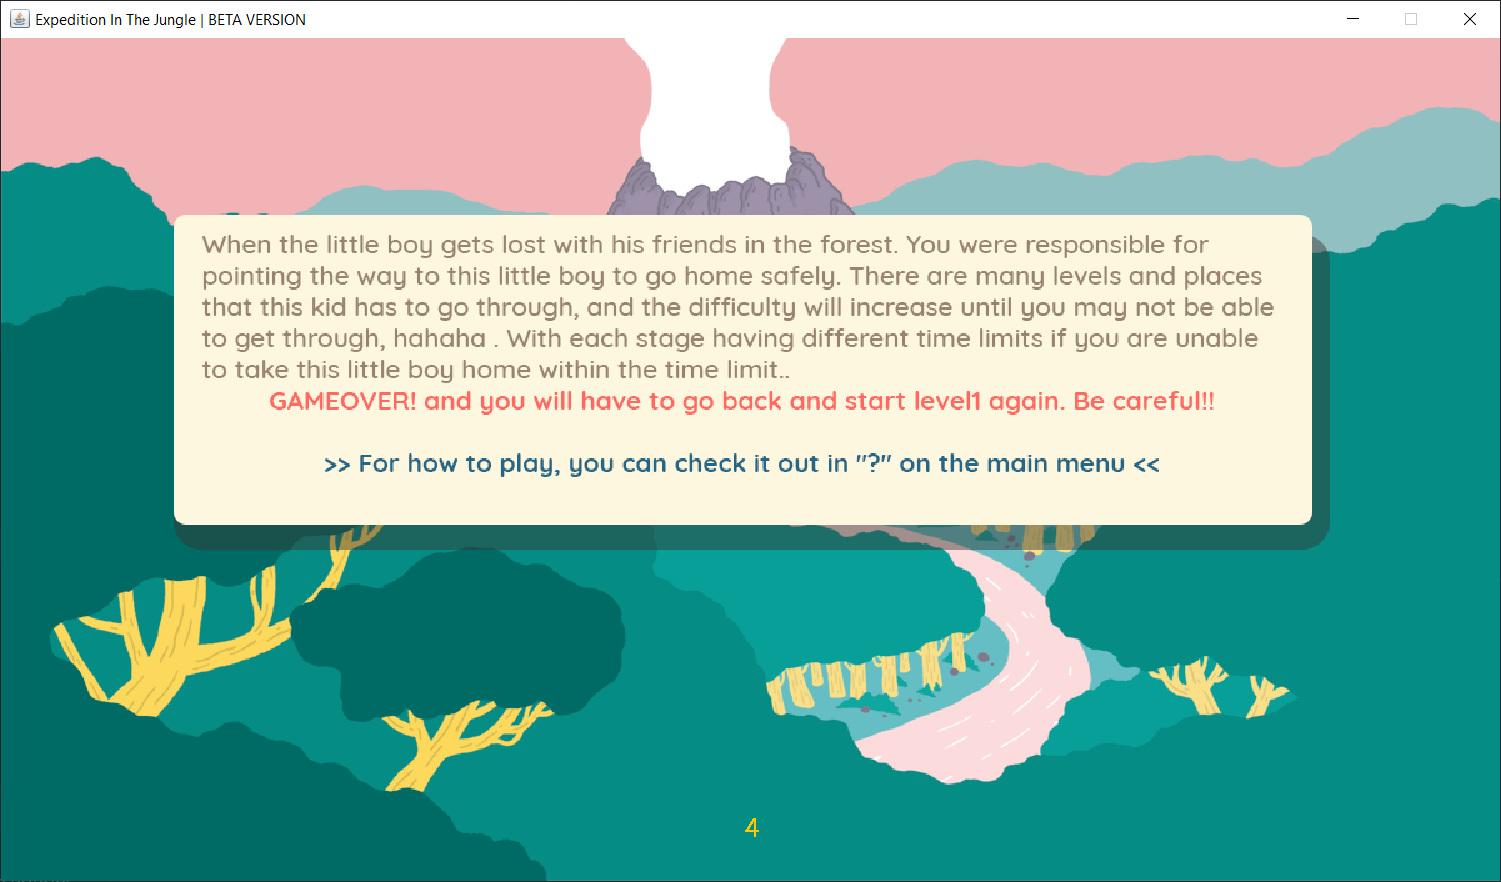 Expedition In The Jungle | BETA VERSION
When the little boy gets lost with his friends in the forest. You were responsible for
pointing the way to this little boy to go home safely. There are many levels and places
that this kid has to go through, and the difficulty will increase until you may not be able
to get through, hahaha . With each stage having different time limits if you are unable
to take this little boy home within the time limit..
GAMEOVER! and you will have to go back and start level1 again. Be careful!!
>> For how to play, you can check it out in "?" on the main menu <<
4